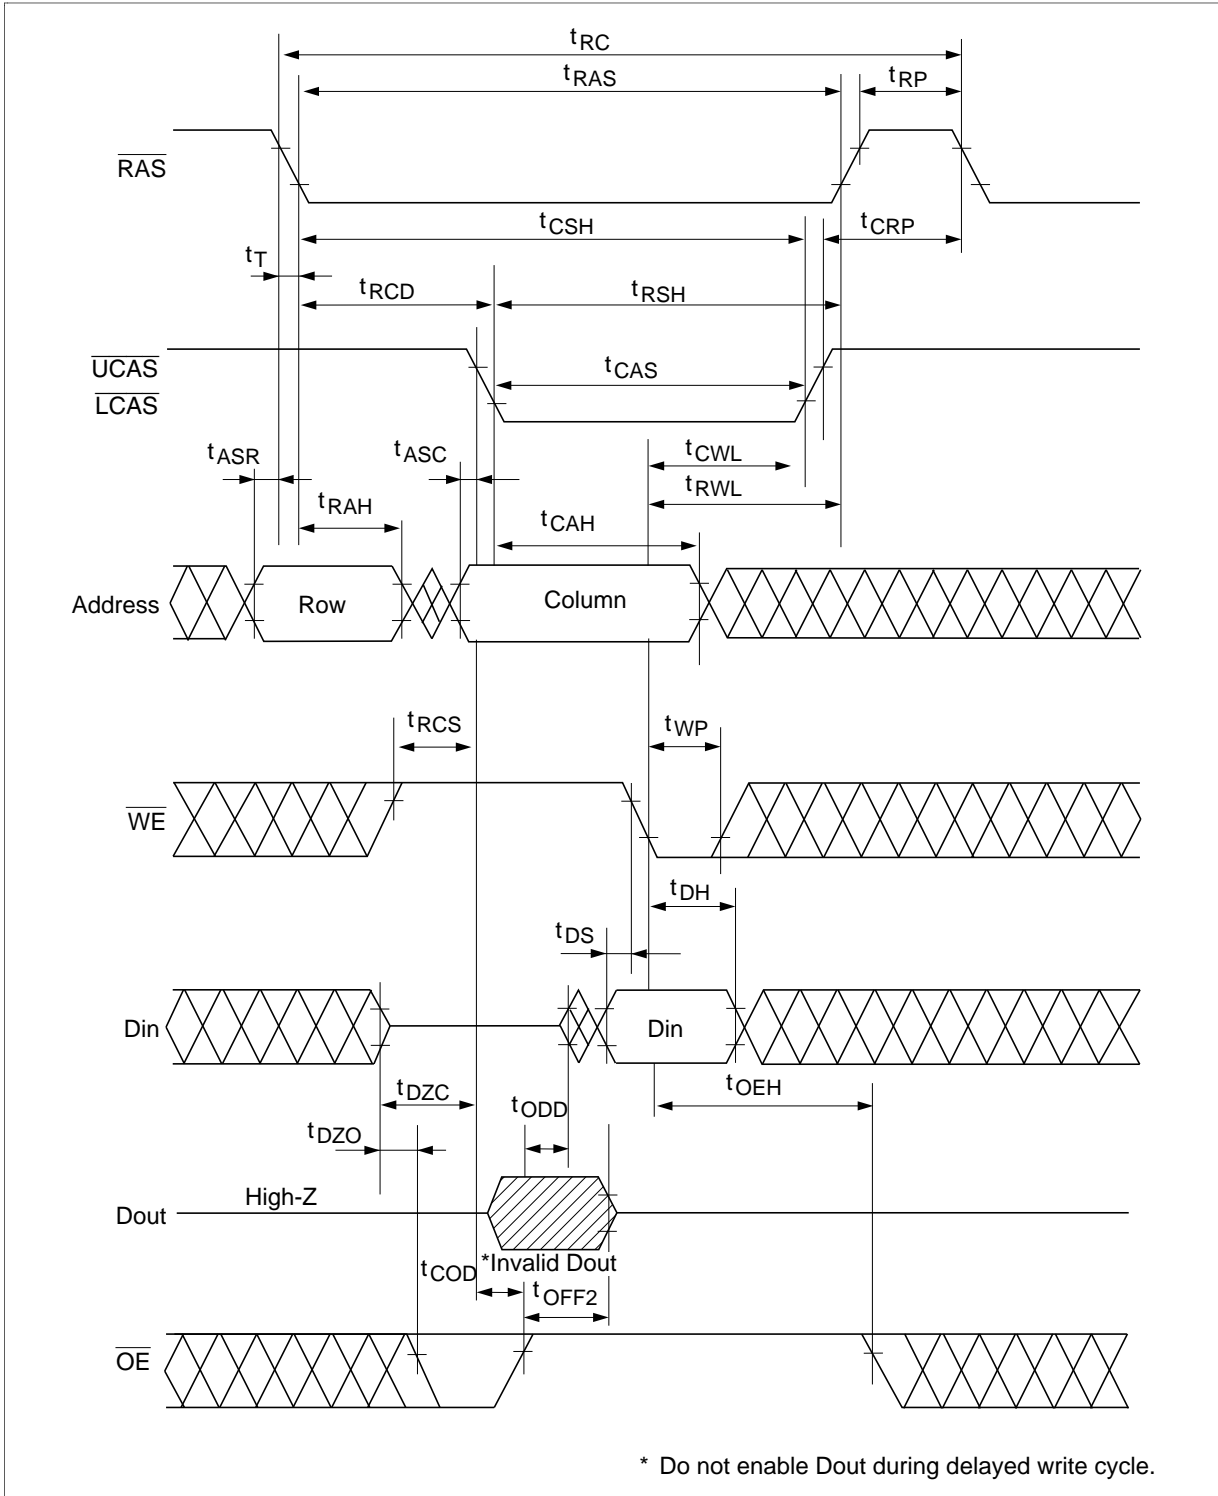 tRC
tRAS
tRP
RAS
tCSH
tCRP
tT
tRCD
tRSH
UCAS
tCAS
LCAS
tASR
tASC
tCWL
tRWL
tRAH
tCAH
Address
Row
Column
tRCS
tWP
WE
tDH
tDS
Din
Din
tDZC
tODD
tOEH
tDZO
High-Z
Dout
*Invalid Dout
tCOD
tOFF2
OE
* Do not enable Dout during delayed write cycle.